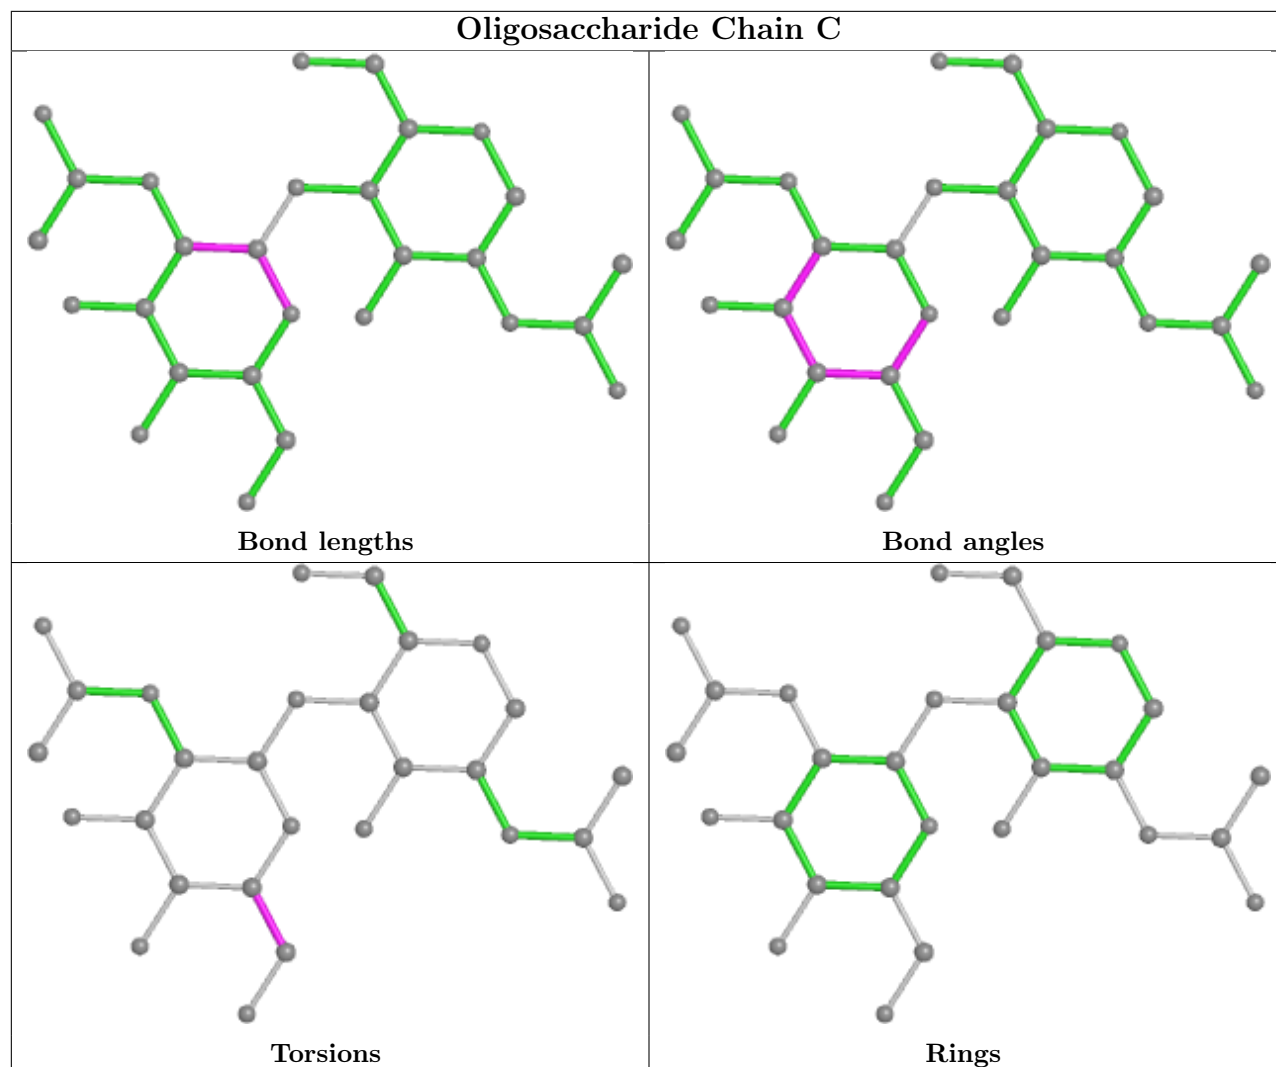 Oligosaccharide Chain C
Bond lengths
Bond angles
Torsions
Rings